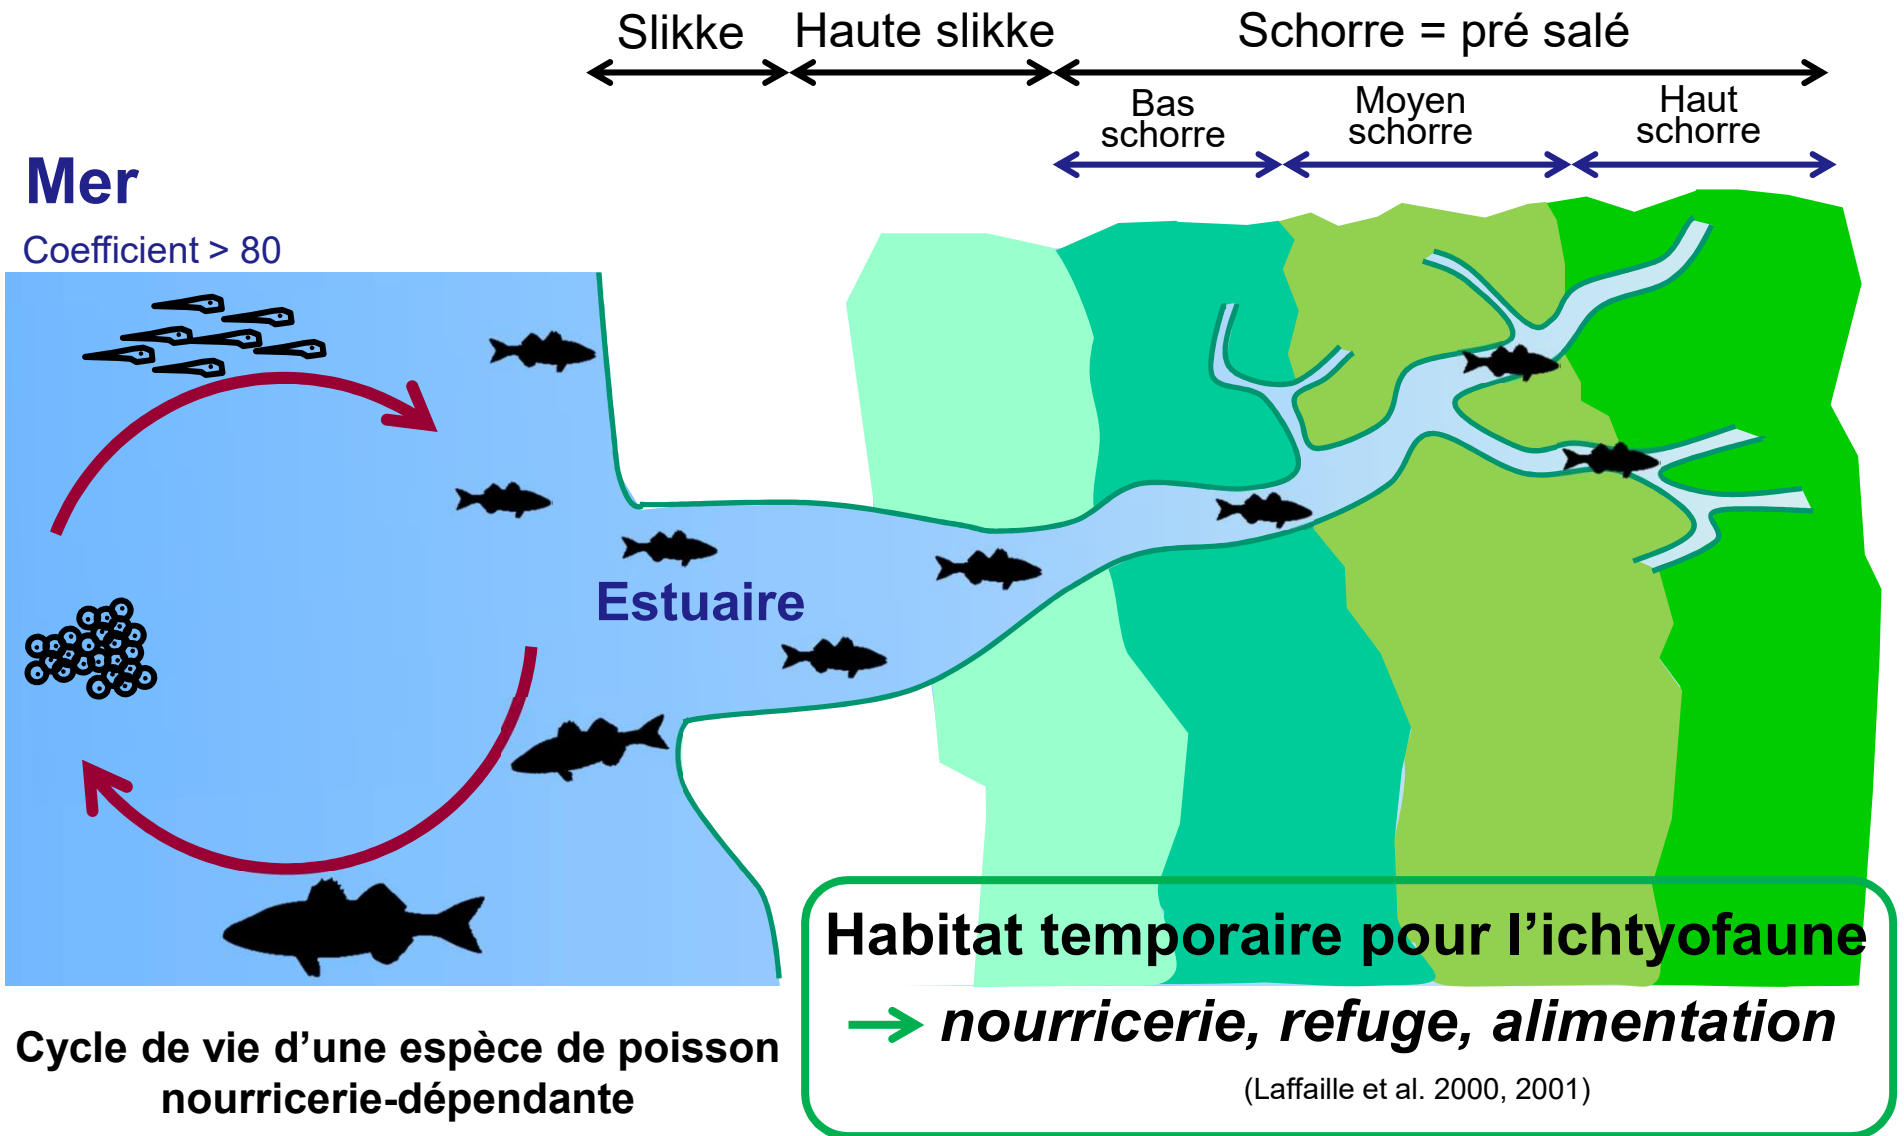 Slikke
Haute slikke
Schorre = pré salé
Bas
schorre
Moyen
schorre
Haut
schorre
Mer
Coefficient > 80
Estuaire
Habitat temporaire pour l’ichtyofaune
nourricerie, refuge, alimentation
(Laffaille et al. 2000, 2001)
Cycle de vie d’une espèce de poisson
nourricerie-dépendante